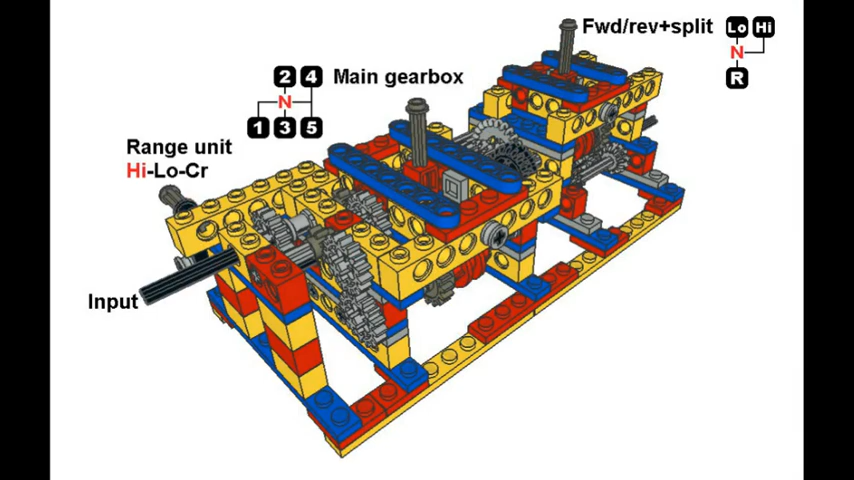 Fwd/rev+split
Lo Hi
N
R
2 4
Main gearbox
N
1 3 5
Range unit
Hi-Lo-Cr
Input